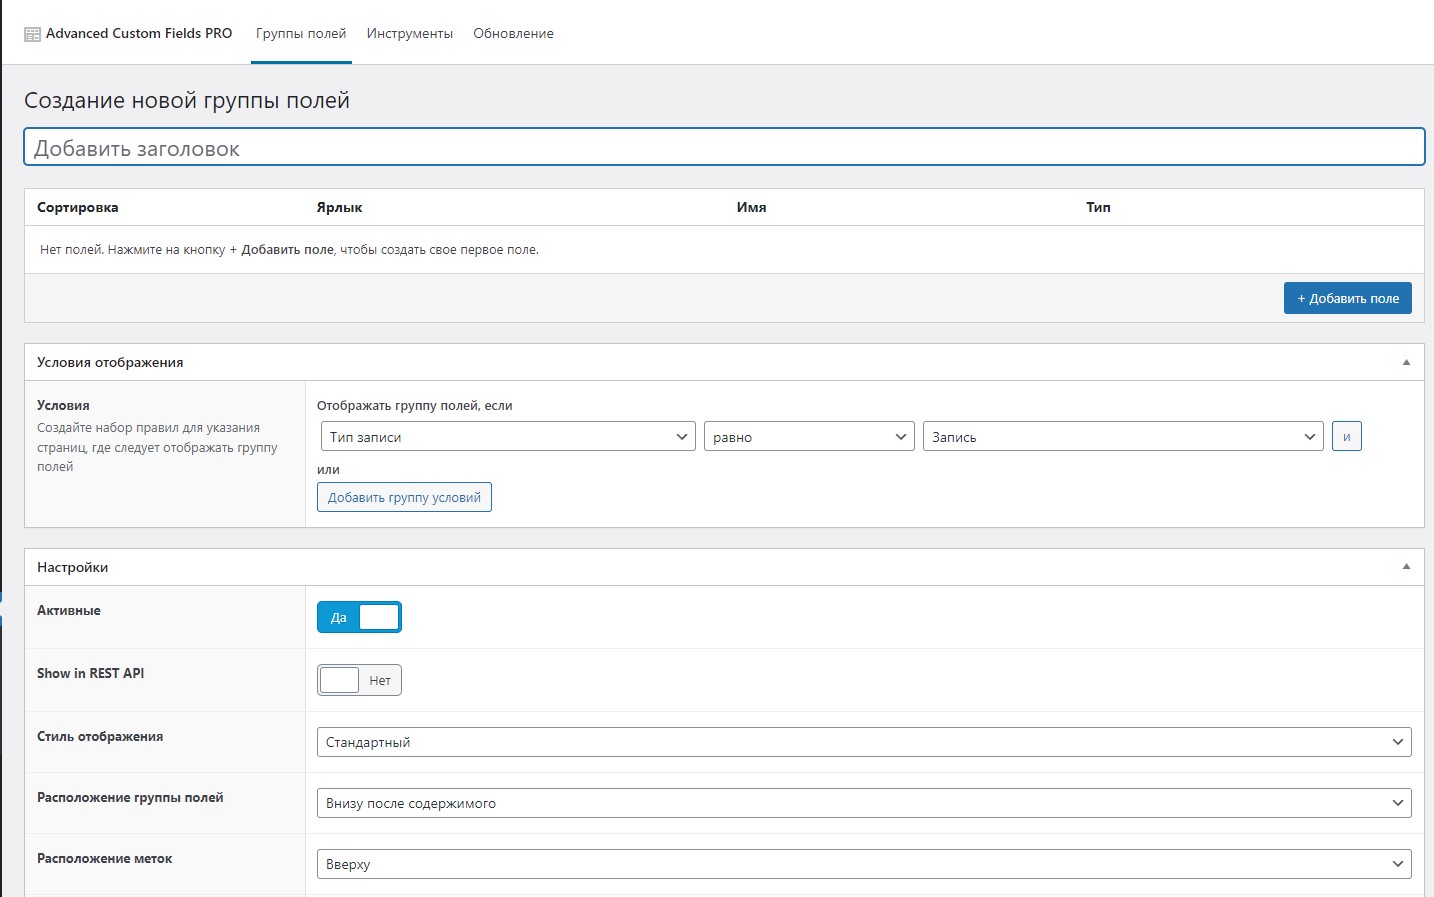 Advanced Custom Fields PRO Группы полей Инструменты Обновление
Создание новой группы полей
Добавить заголовок
Сортировка Ярлык Имя Тип
Нет полей. Нажмите на кнопку + Добавить поле, чтобы создать свое первое поле.
+ Добавить поле
Условия отображения
Условия
Создайте набор правил для указания
страниц, где следует отображать группу
полей
Отображать группу полей, если
Тип записи равно Запись и
или
Добавить группу условий
Настройки
Активные Да
Show in REST API Нет
Стиль отображения Стандартный
Расположение группы полей Внизу после содержимого
Расположение меток Вверху